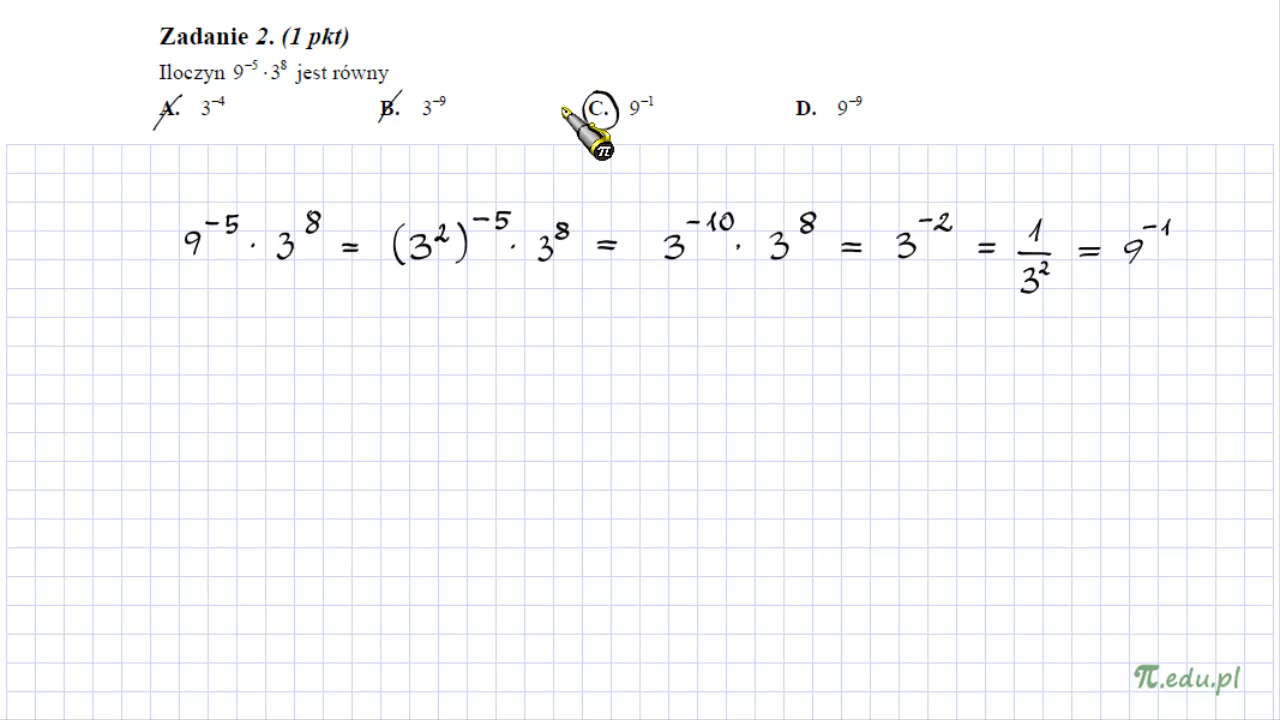 Zadanie 2. (1 pkt)
Iloczyn 9⁻⁵ · 3⁸ jest równy
A. 3⁻⁴ B. 3⁻⁹ C. 9⁻¹ D. 9⁻⁹
9⁻⁵ · 3⁸ = (3²)⁻⁵ · 3⁸ = 3⁻¹⁰ · 3⁸ = 3⁻² = 1/3² = 9⁻¹
π
π.edu.pl